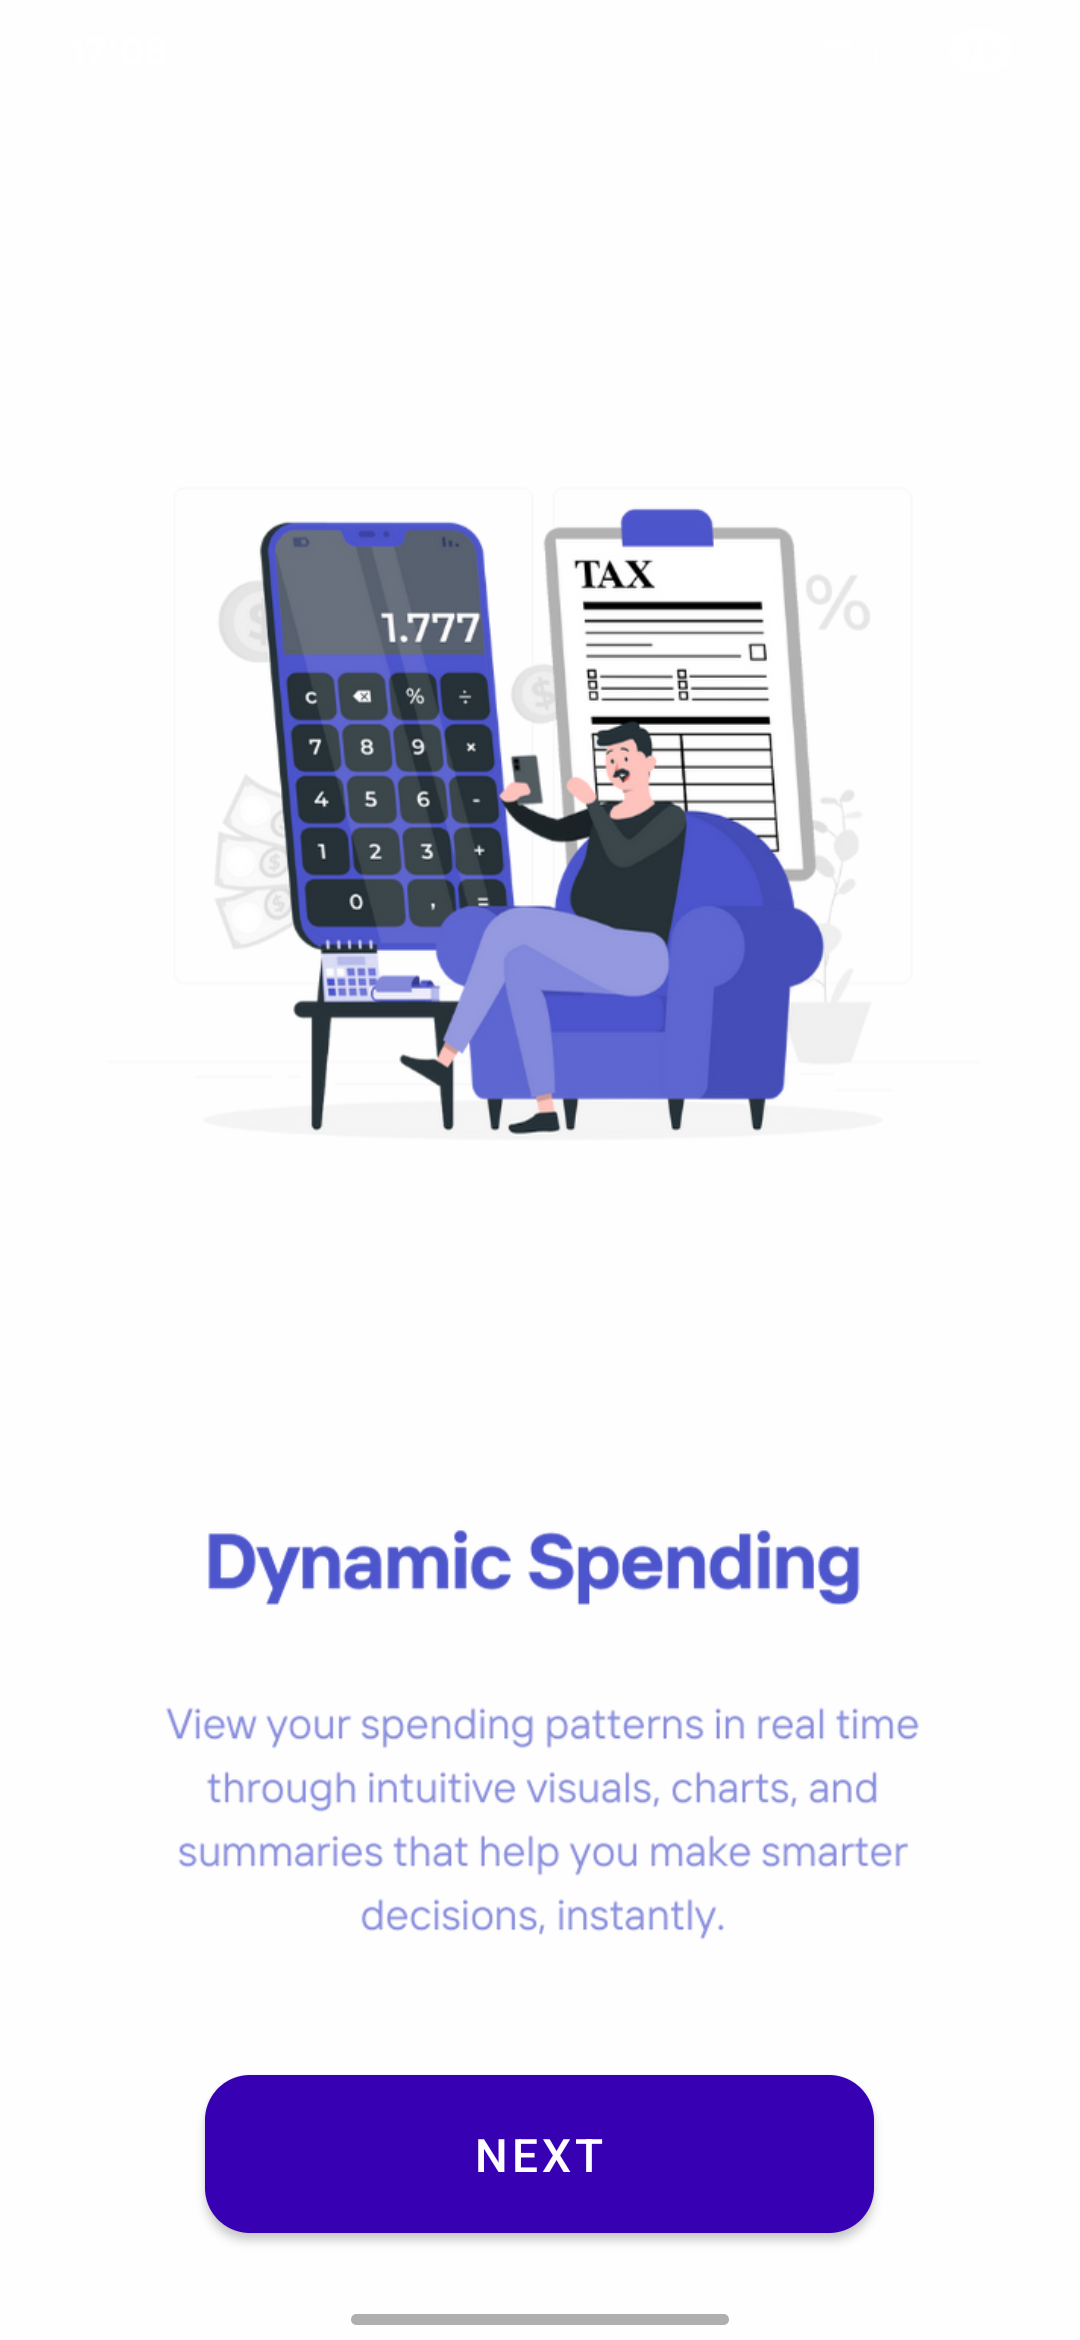 1.777
C % ÷
7 8 9 ×
4 5 6 -
1 2 3 +
0 , =
TAX
%
$
$
$
$
Dynamic Spending
View your spending patterns in real time
through intuitive visuals, charts, and
summaries that help you make smarter
decisions, instantly.
NEXT